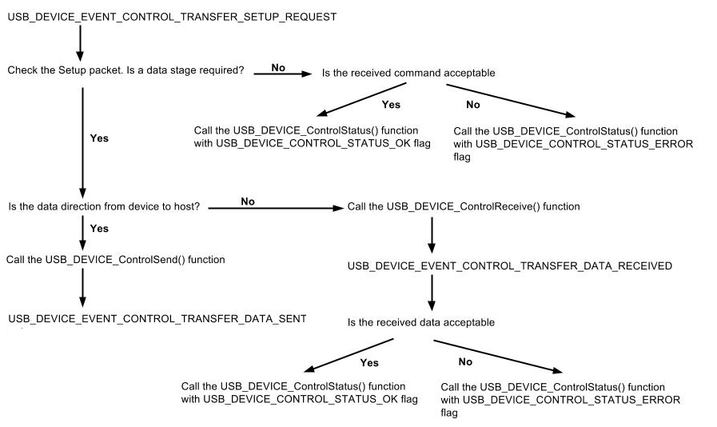 USB_DEVICE_EVENT_CONTROL_TRANSFER_SETUP_REQUEST
Check the Setup packet. Is a data stage required?
No
Is the received command acceptable
Yes
No
Call the USB_DEVICE_ControlStatus() function
with USB_DEVICE_CONTROL_STATUS_OK flag
Call the USB_DEVICE_ControlStatus() function
with USB_DEVICE_CONTROL_STATUS_ERROR
flag
Yes
Is the data direction from device to host?
No
Call the USB_DEVICE_ControlReceive() function
Yes
Call the USB_DEVICE_ControlSend() function
USB_DEVICE_EVENT_CONTROL_TRANSFER_DATA_RECEIVED
USB_DEVICE_EVENT_CONTROL_TRANSFER_DATA_SENT
Is the received data acceptable
Yes
No
Call the USB_DEVICE_ControlStatus() function
with USB_DEVICE_CONTROL_STATUS_OK flag
Call the USB_DEVICE_ControlStatus() function
with USB_DEVICE_CONTROL_STATUS_ERROR
flag